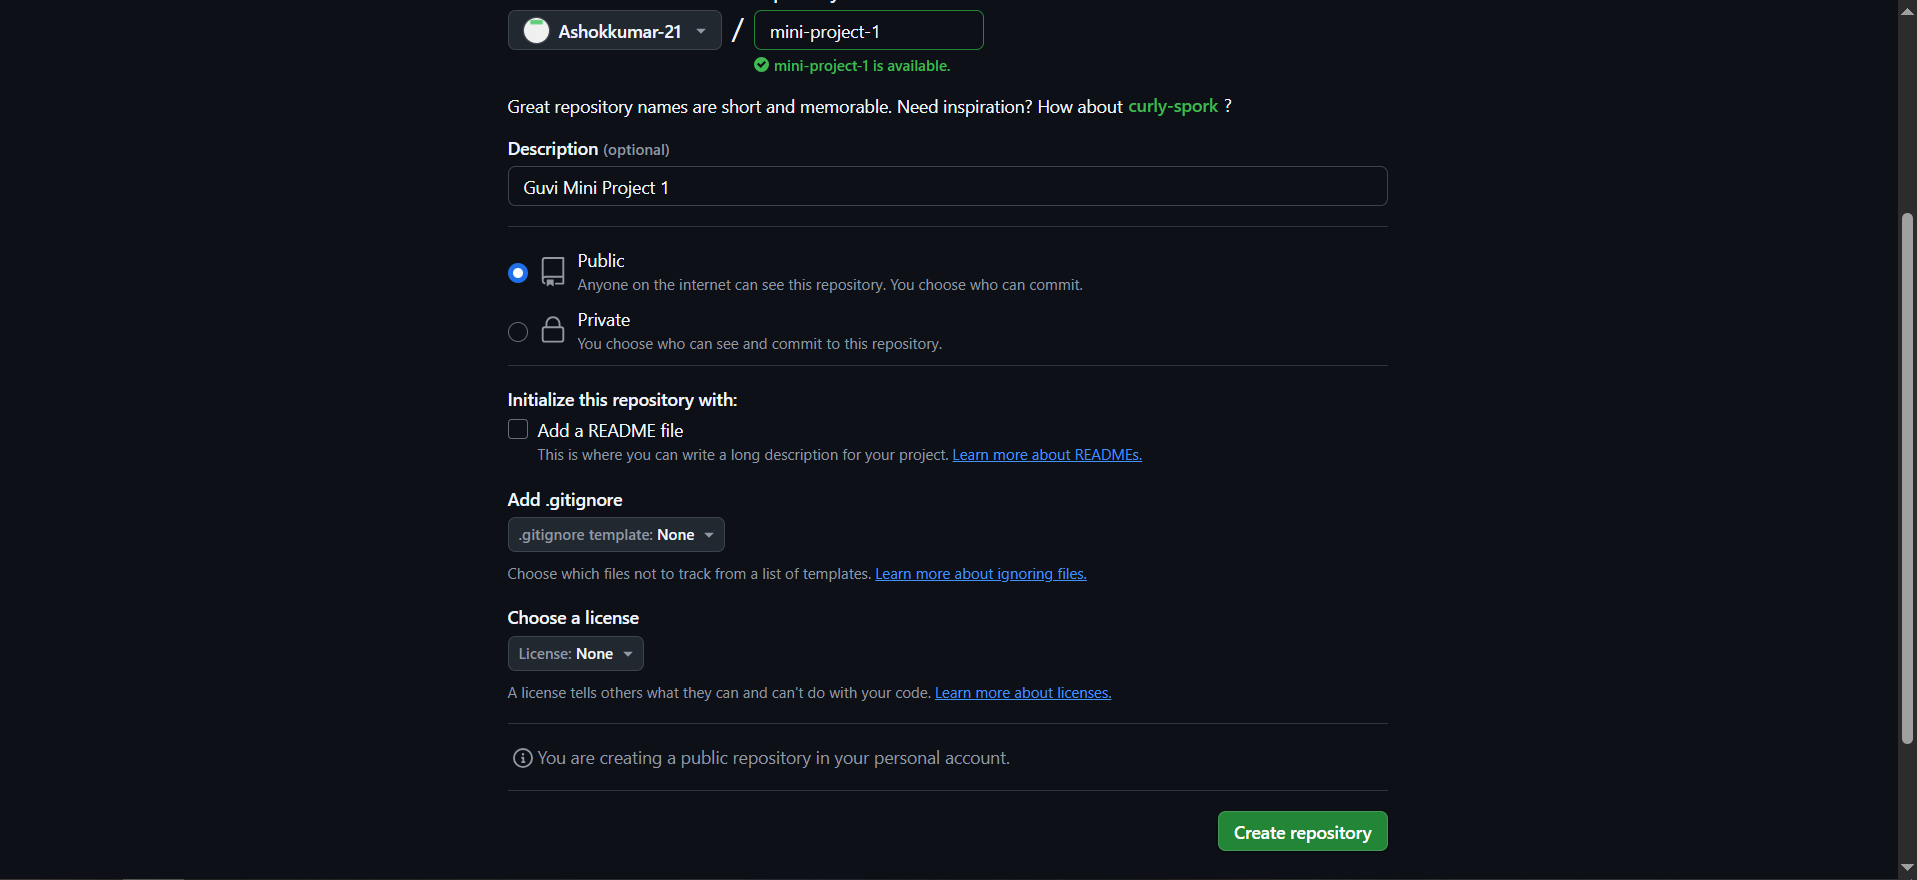 Ashokkumar-21 / mini-project-1
mini-project-1 is available.
Great repository names are short and memorable. Need inspiration? How about curly-spork ?
Description (optional)
Guvi Mini Project 1
Public
Anyone on the internet can see this repository. You choose who can commit.
Private
You choose who can see and commit to this repository.
Initialize this repository with:
Add a README file
This is where you can write a long description for your project. Learn more about READMEs.
Add .gitignore
.gitignore template: None
Choose which files not to track from a list of templates. Learn more about ignoring files.
Choose a license
License: None
A license tells others what they can and can't do with your code. Learn more about licenses.
You are creating a public repository in your personal account.
Create repository